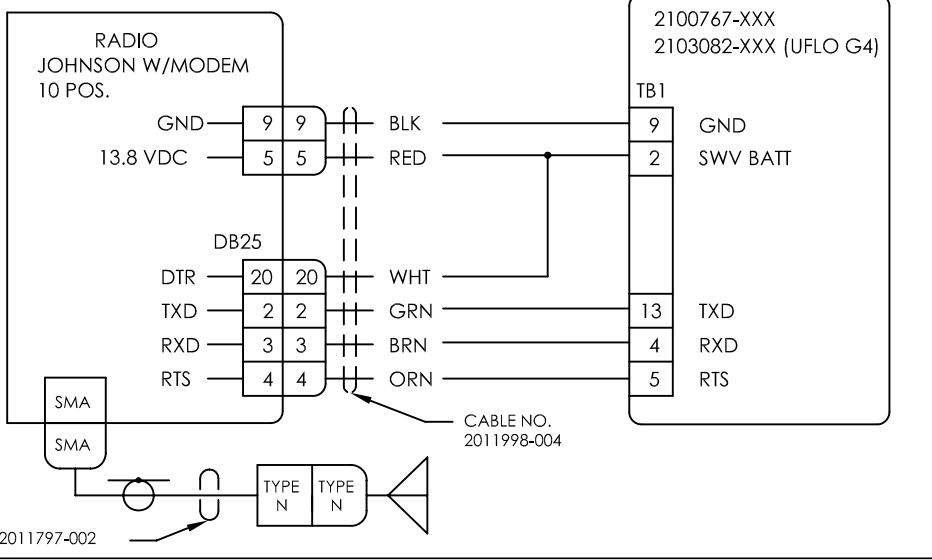 RADIO
JOHNSON W/MODEM
10 POS.
2100767-XXX
2103082-XXX (UFLO G4)
TB1
GND 9 9 BLK 9 GND
13.8 VDC 5 5 RED 2 SWV BATT
DB25
DTR 20 20 WHT
TXD 2 2 GRN 13 TXD
RXD 3 3 BRN 4 RXD
RTS 4 4 ORN 5 RTS
SMA
SMA
CABLE NO.
2011998-004
TYPE N
TYPE N
2011797-002